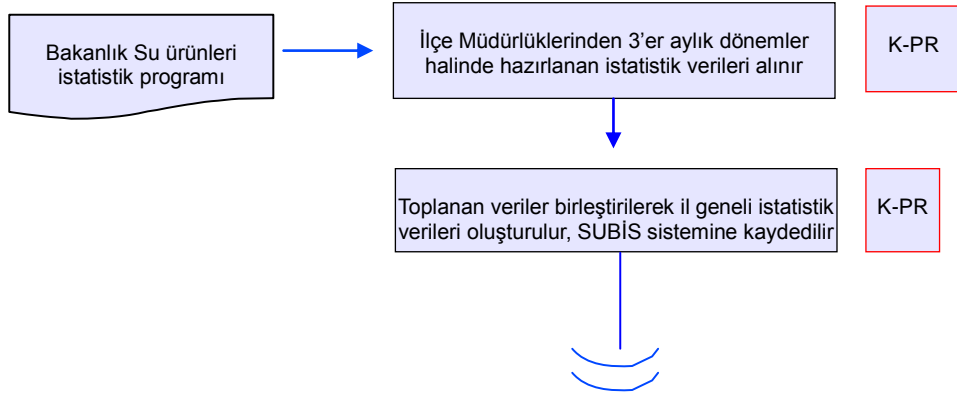 Bakanlık Su ürünleri
istatistik programı
İlçe Müdürlüklerinden 3’er aylık dönemler
halinde hazırlanan istatistik verileri alınır
K-PR
Toplanan veriler birleştirilerek il geneli istatistik
verileri oluşturulur, SUBİS sistemine kaydedilir
K-PR